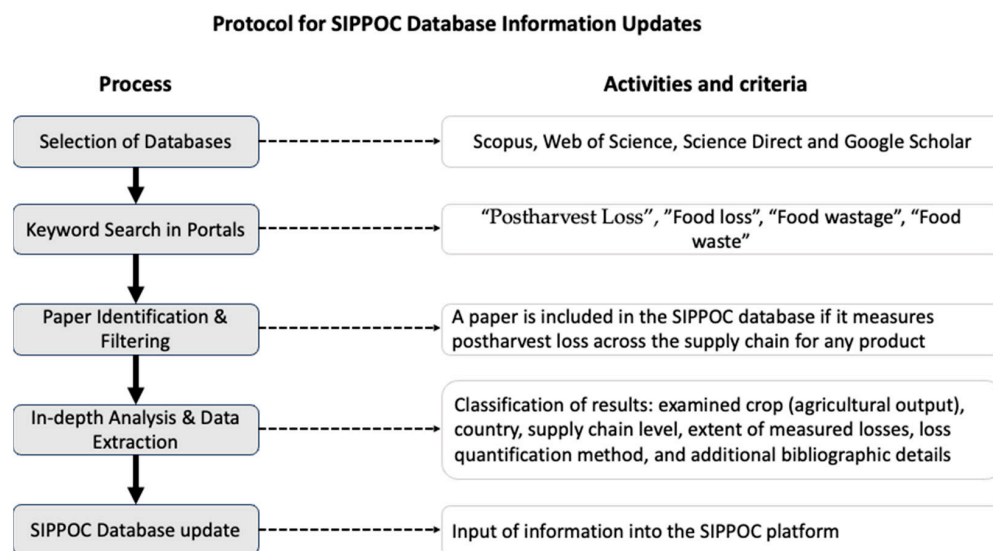 Protocol for SIPPOC Database Information Updates
Process
Activities and criteria
Selection of Databases
Scopus, Web of Science, Science Direct and Google Scholar
Keyword Search in Portals
“Postharvest Loss”, ”Food loss”, “Food wastage”, “Food
waste”
Paper Identification &
Filtering
A paper is included in the SIPPOC database if it measures
postharvest loss across the supply chain for any product
In-depth Analysis & Data
Extraction
Classification of results: examined crop (agricultural output),
country, supply chain level, extent of measured losses, loss
quantification method, and additional bibliographic details
SIPPOC Database update
Input of information into the SIPPOC platform